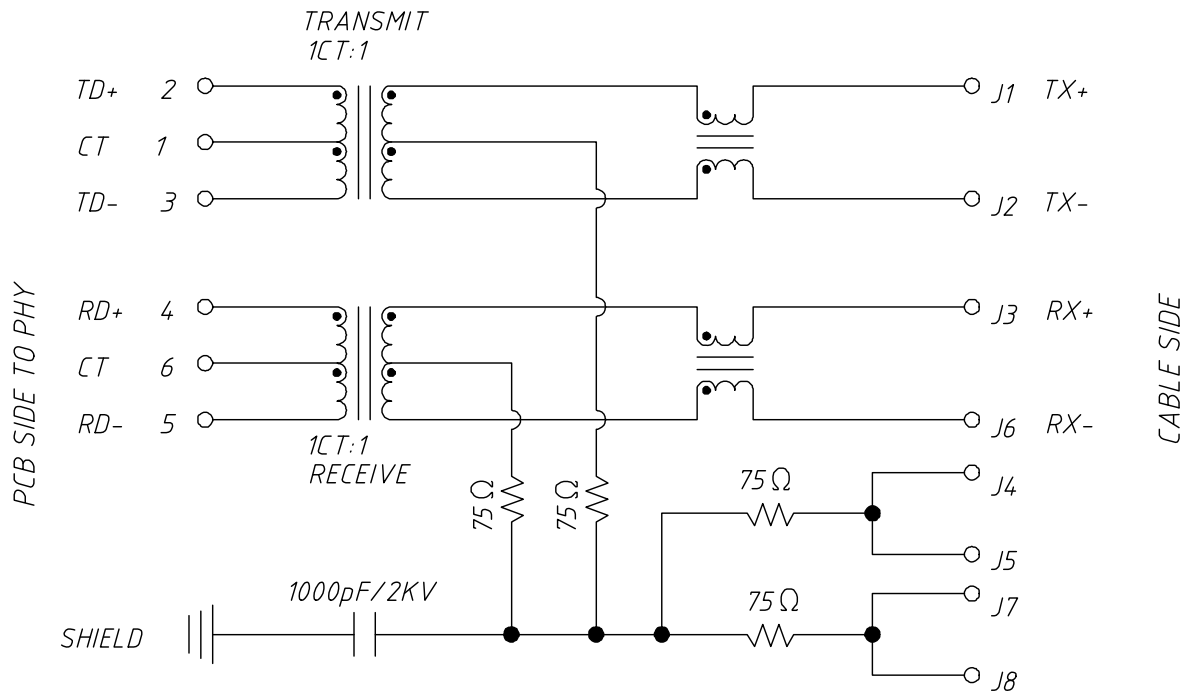 TRANSMIT
1CT:1
TD+ 2
J1 TX+
CT 1
TD- 3
J2 TX-
PCB SIDE TO PHY
CABLE SIDE
RD+ 4
J3 RX+
CT 6
RD- 5
J6 RX-
1CT:1
RECEIVE
75Ω
75Ω
75Ω
J4
J5
1000pF/2KV
75Ω
J7
SHIELD
J8